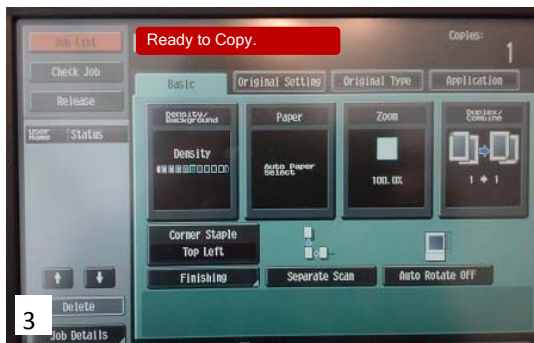 Job List
Ready to Copy.
Copies:
1
Check Job
Release
User Name
Status
Basic
Original Setting
Original Type
Application
Density/
Background
Density
Paper
Auto Paper
Select
Zoom
100.0%
Duplex/
Combine
1 → 1
Corner Staple
Top Left
Finishing
Separate Scan
Auto Rotate OFF
Delete
Job Details
3